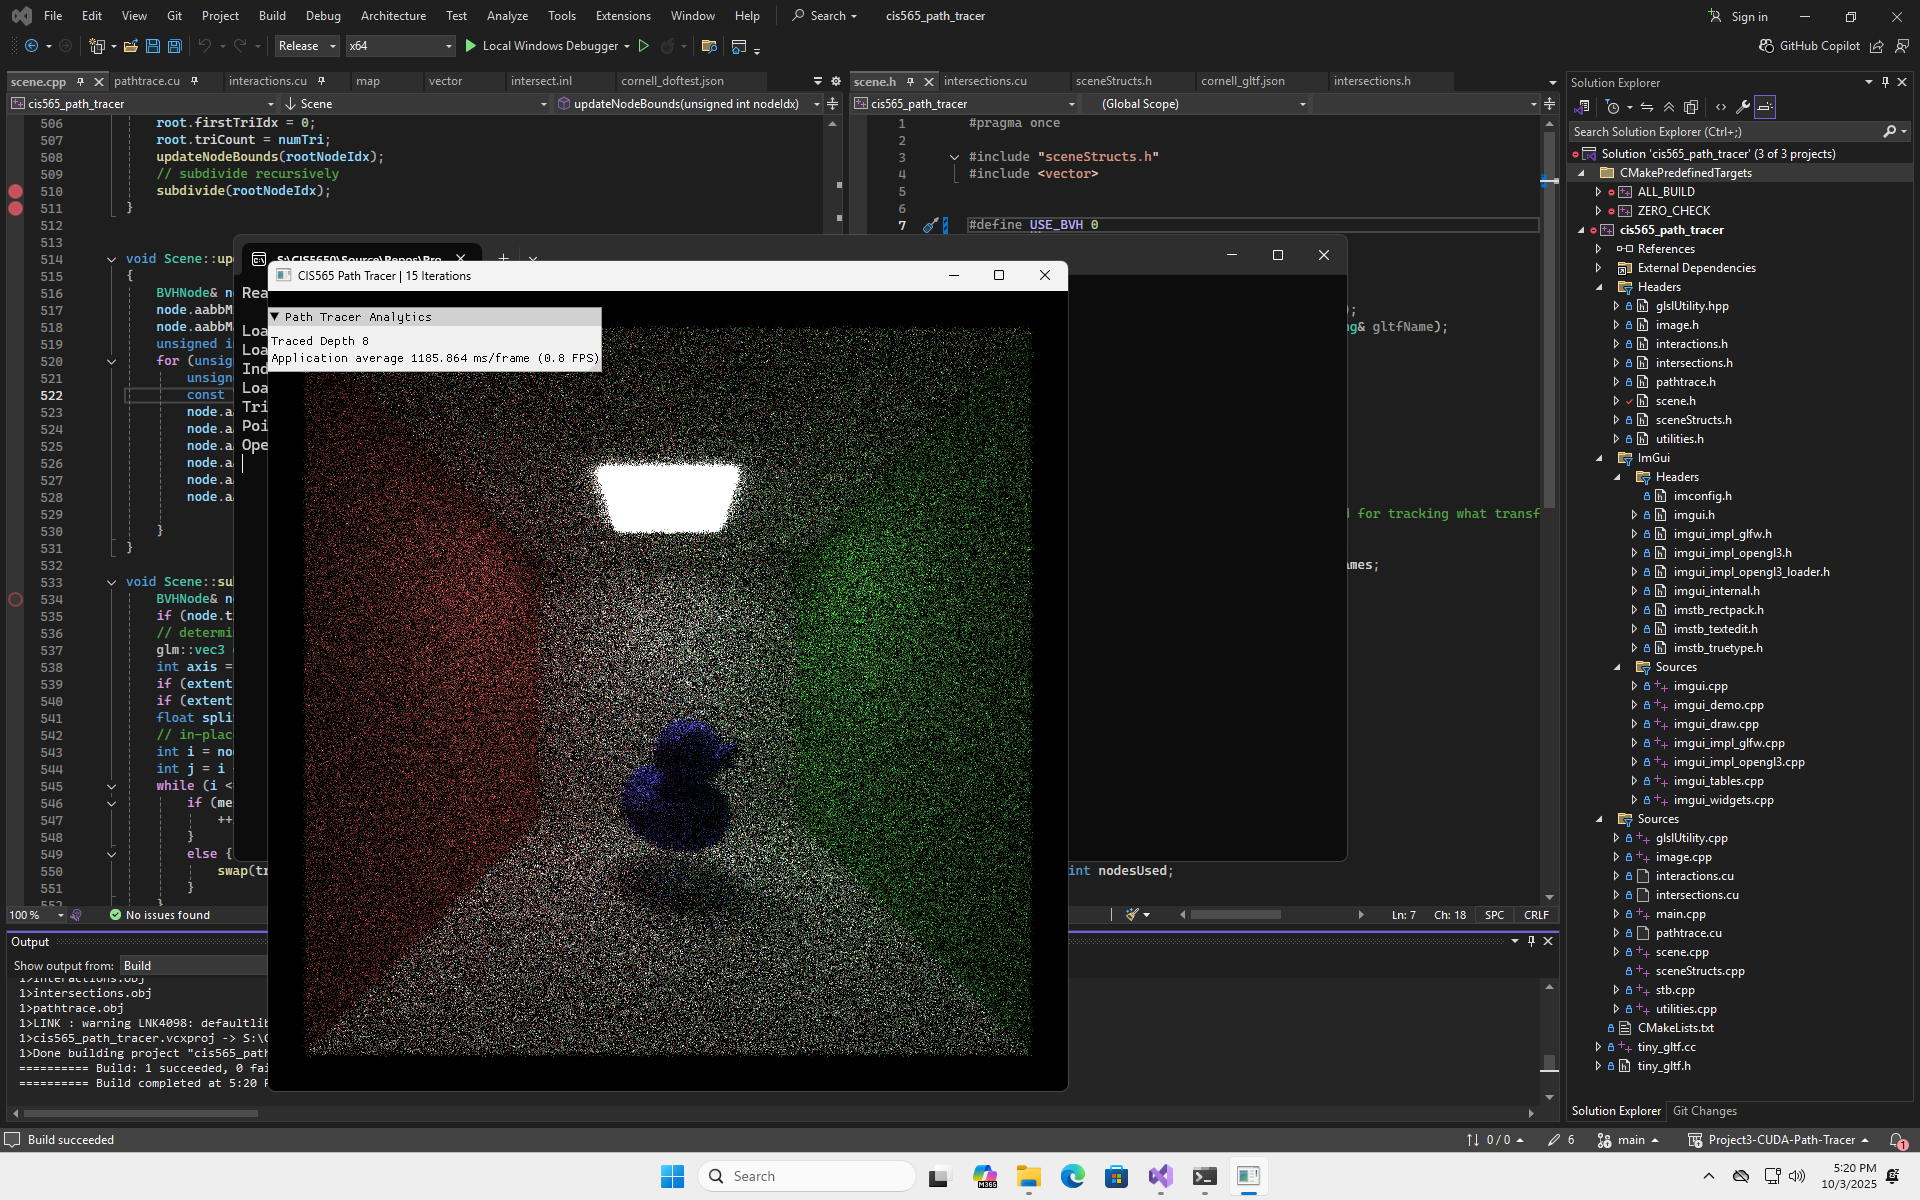 File Edit View Git Project Build Debug Architecture Test Analyze Tools Extensions Window Help Search cis565_path_tracer Sign in
Release x64 Local Windows Debugger GitHub Copilot
scene.cpp pathtrace.cu interactions.cu map vector intersect.inl cornell_doftest.json
cis565_path_tracer Scene updateNodeBounds(unsigned int nodeIdx)
506 root.firstTriIdx = 0;
507 root.triCount = numTri;
508 updateNodeBounds(rootNodeIdx);
509 // subdivide recursively
510 subdivide(rootNodeIdx);
511 }
512
513
514 void Scene::up
515 {
516 BVHNode& n
517 node.aabbM
518 node.aabbM
519 unsigned i
520 for (unsig
521 unsign
522 const
523 node.a
524 node.a
525 node.a
526 node.a
527 node.a
528 node.a
529
530 }
531 }
532
533 void Scene::su
534 BVHNode& n
535 if (node.t
536 // determi
537 glm::vec3
538 int axis =
539 if (extent
540 if (extent
541 float spli
542 // in-plac
543 int i = no
544 int j = i
545 while (i <
546 if (me
547 ++
548 }
549 else {
550 swap(tr
551 }
100 % No issues found
scene.h intersections.cu sceneStructs.h cornell_gltf.json intersections.h
cis565_path_tracer (Global Scope)
1 #pragma once
2
3 #include "sceneStructs.h"
4 #include <vector>
5
6
7 #define USE_BVH 0
);
g& gltfName);
for tracking what transf
mes;
int nodesUsed;
Ln: 7 Ch: 18 SPC CRLF
S:\CIS5650\Source\Repos\Pro
Rea
Loa
Loa
Ind
Loa
Tri
Poi
Ope
CIS565 Path Tracer | 15 Iterations
Path Tracer Analytics
Traced Depth 8
Application average 1185.864 ms/frame (0.8 FPS)
Output
Show output from: Build
1>interactions.obj
1>intersections.obj
1>pathtrace.obj
1>LINK : warning LNK4098: defaultlib
1>cis565_path_tracer.vcxproj -> S:\C
1>Done building project "cis565_path
========== Build: 1 succeeded, 0 fai
========== Build completed at 5:20 P
Solution Explorer
Search Solution Explorer (Ctrl+;)
Solution 'cis565_path_tracer' (3 of 3 projects)
CMakePredefinedTargets
ALL_BUILD
ZERO_CHECK
cis565_path_tracer
References
External Dependencies
Headers
glslUtility.hpp
image.h
interactions.h
intersections.h
pathtrace.h
scene.h
sceneStructs.h
utilities.h
ImGui
Headers
imconfig.h
imgui.h
imgui_impl_glfw.h
imgui_impl_opengl3.h
imgui_impl_opengl3_loader.h
imgui_internal.h
imstb_rectpack.h
imstb_textedit.h
imstb_truetype.h
Sources
imgui.cpp
imgui_demo.cpp
imgui_draw.cpp
imgui_impl_glfw.cpp
imgui_impl_opengl3.cpp
imgui_tables.cpp
imgui_widgets.cpp
Sources
glslUtility.cpp
image.cpp
interactions.cu
intersections.cu
main.cpp
pathtrace.cu
scene.cpp
sceneStructs.cpp
stb.cpp
utilities.cpp
CMakeLists.txt
tiny_gltf.cc
tiny_gltf.h
Solution Explorer Git Changes
Build succeeded 0 / 0 6 main Project3-CUDA-Path-Tracer 1
Search M365 5:20 PM
10/3/2025